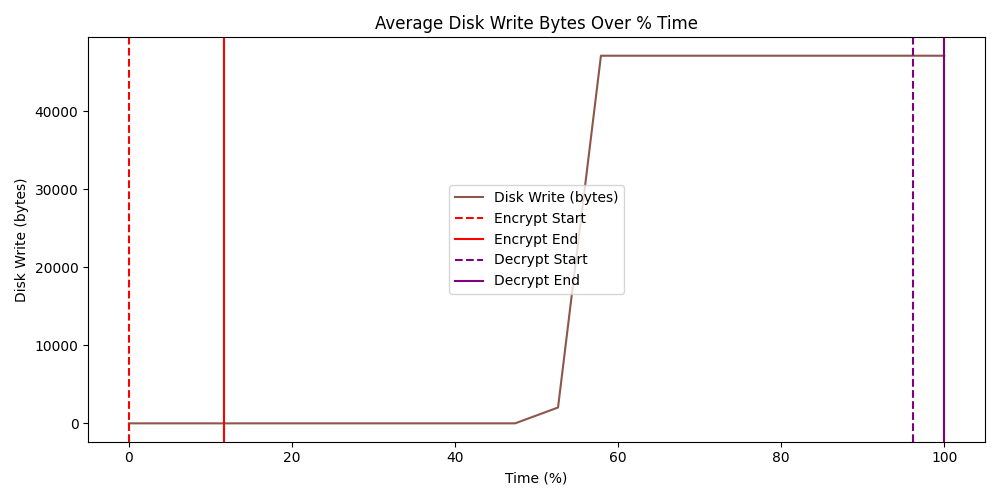 Average Disk Write Bytes Over % Time
Disk Write (bytes)
40000
30000
20000
10000
0
Disk Write (bytes)
Encrypt Start
Encrypt End
Decrypt Start
Decrypt End
0 20 40 60 80 100
Time (%)